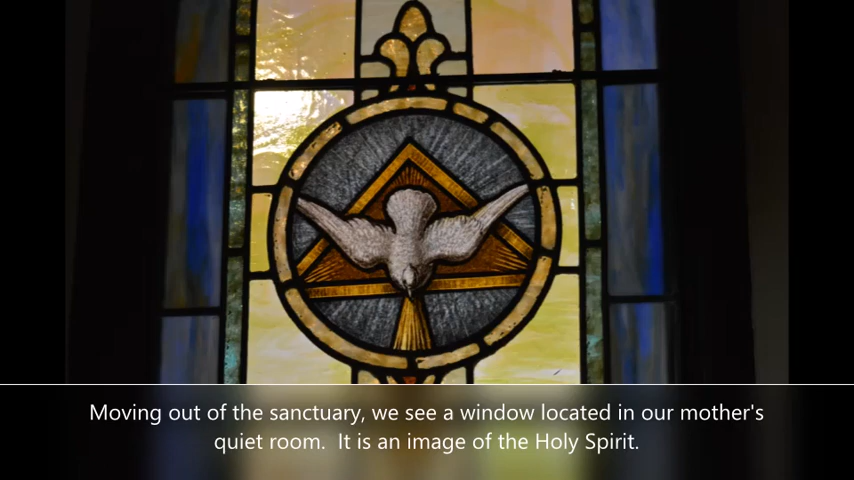 Moving out of the sanctuary, we see a window located in our mother's
quiet room.  It is an image of the Holy Spirit.